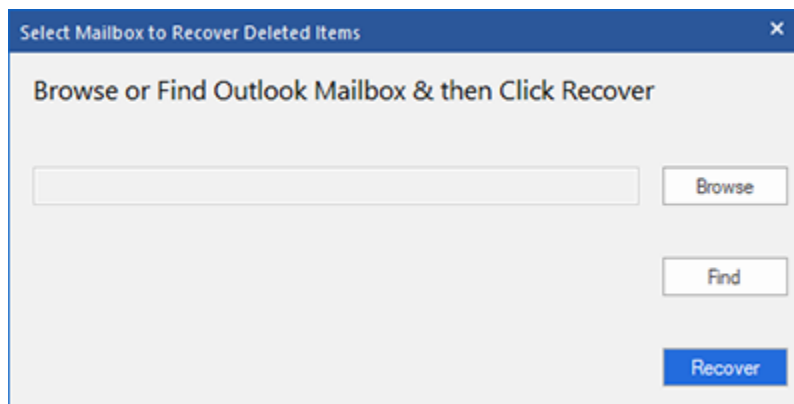 Select Mailbox to Recover Deleted Items
Browse or Find Outlook Mailbox & then Click Recover
Browse
Find
Recover